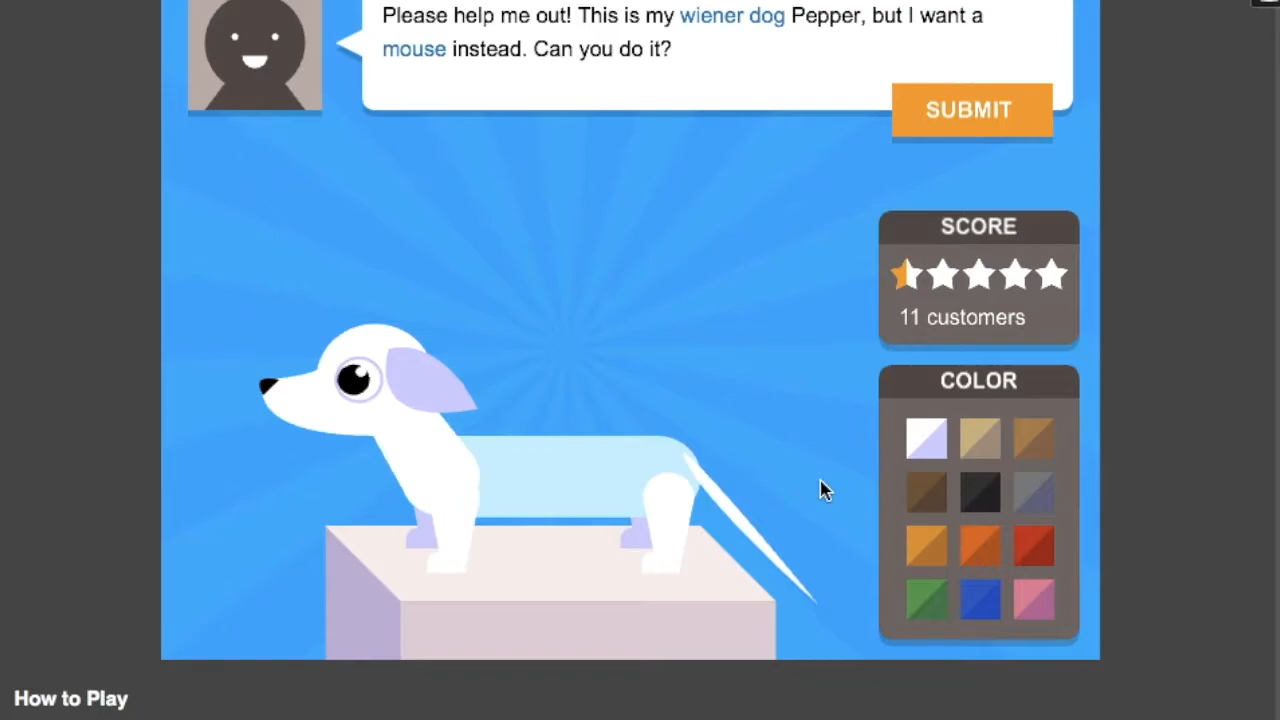 Please help me out! This is my wiener dog Pepper, but I want a
mouse instead. Can you do it?
SUBMIT
SCORE
11 customers
COLOR
How to Play